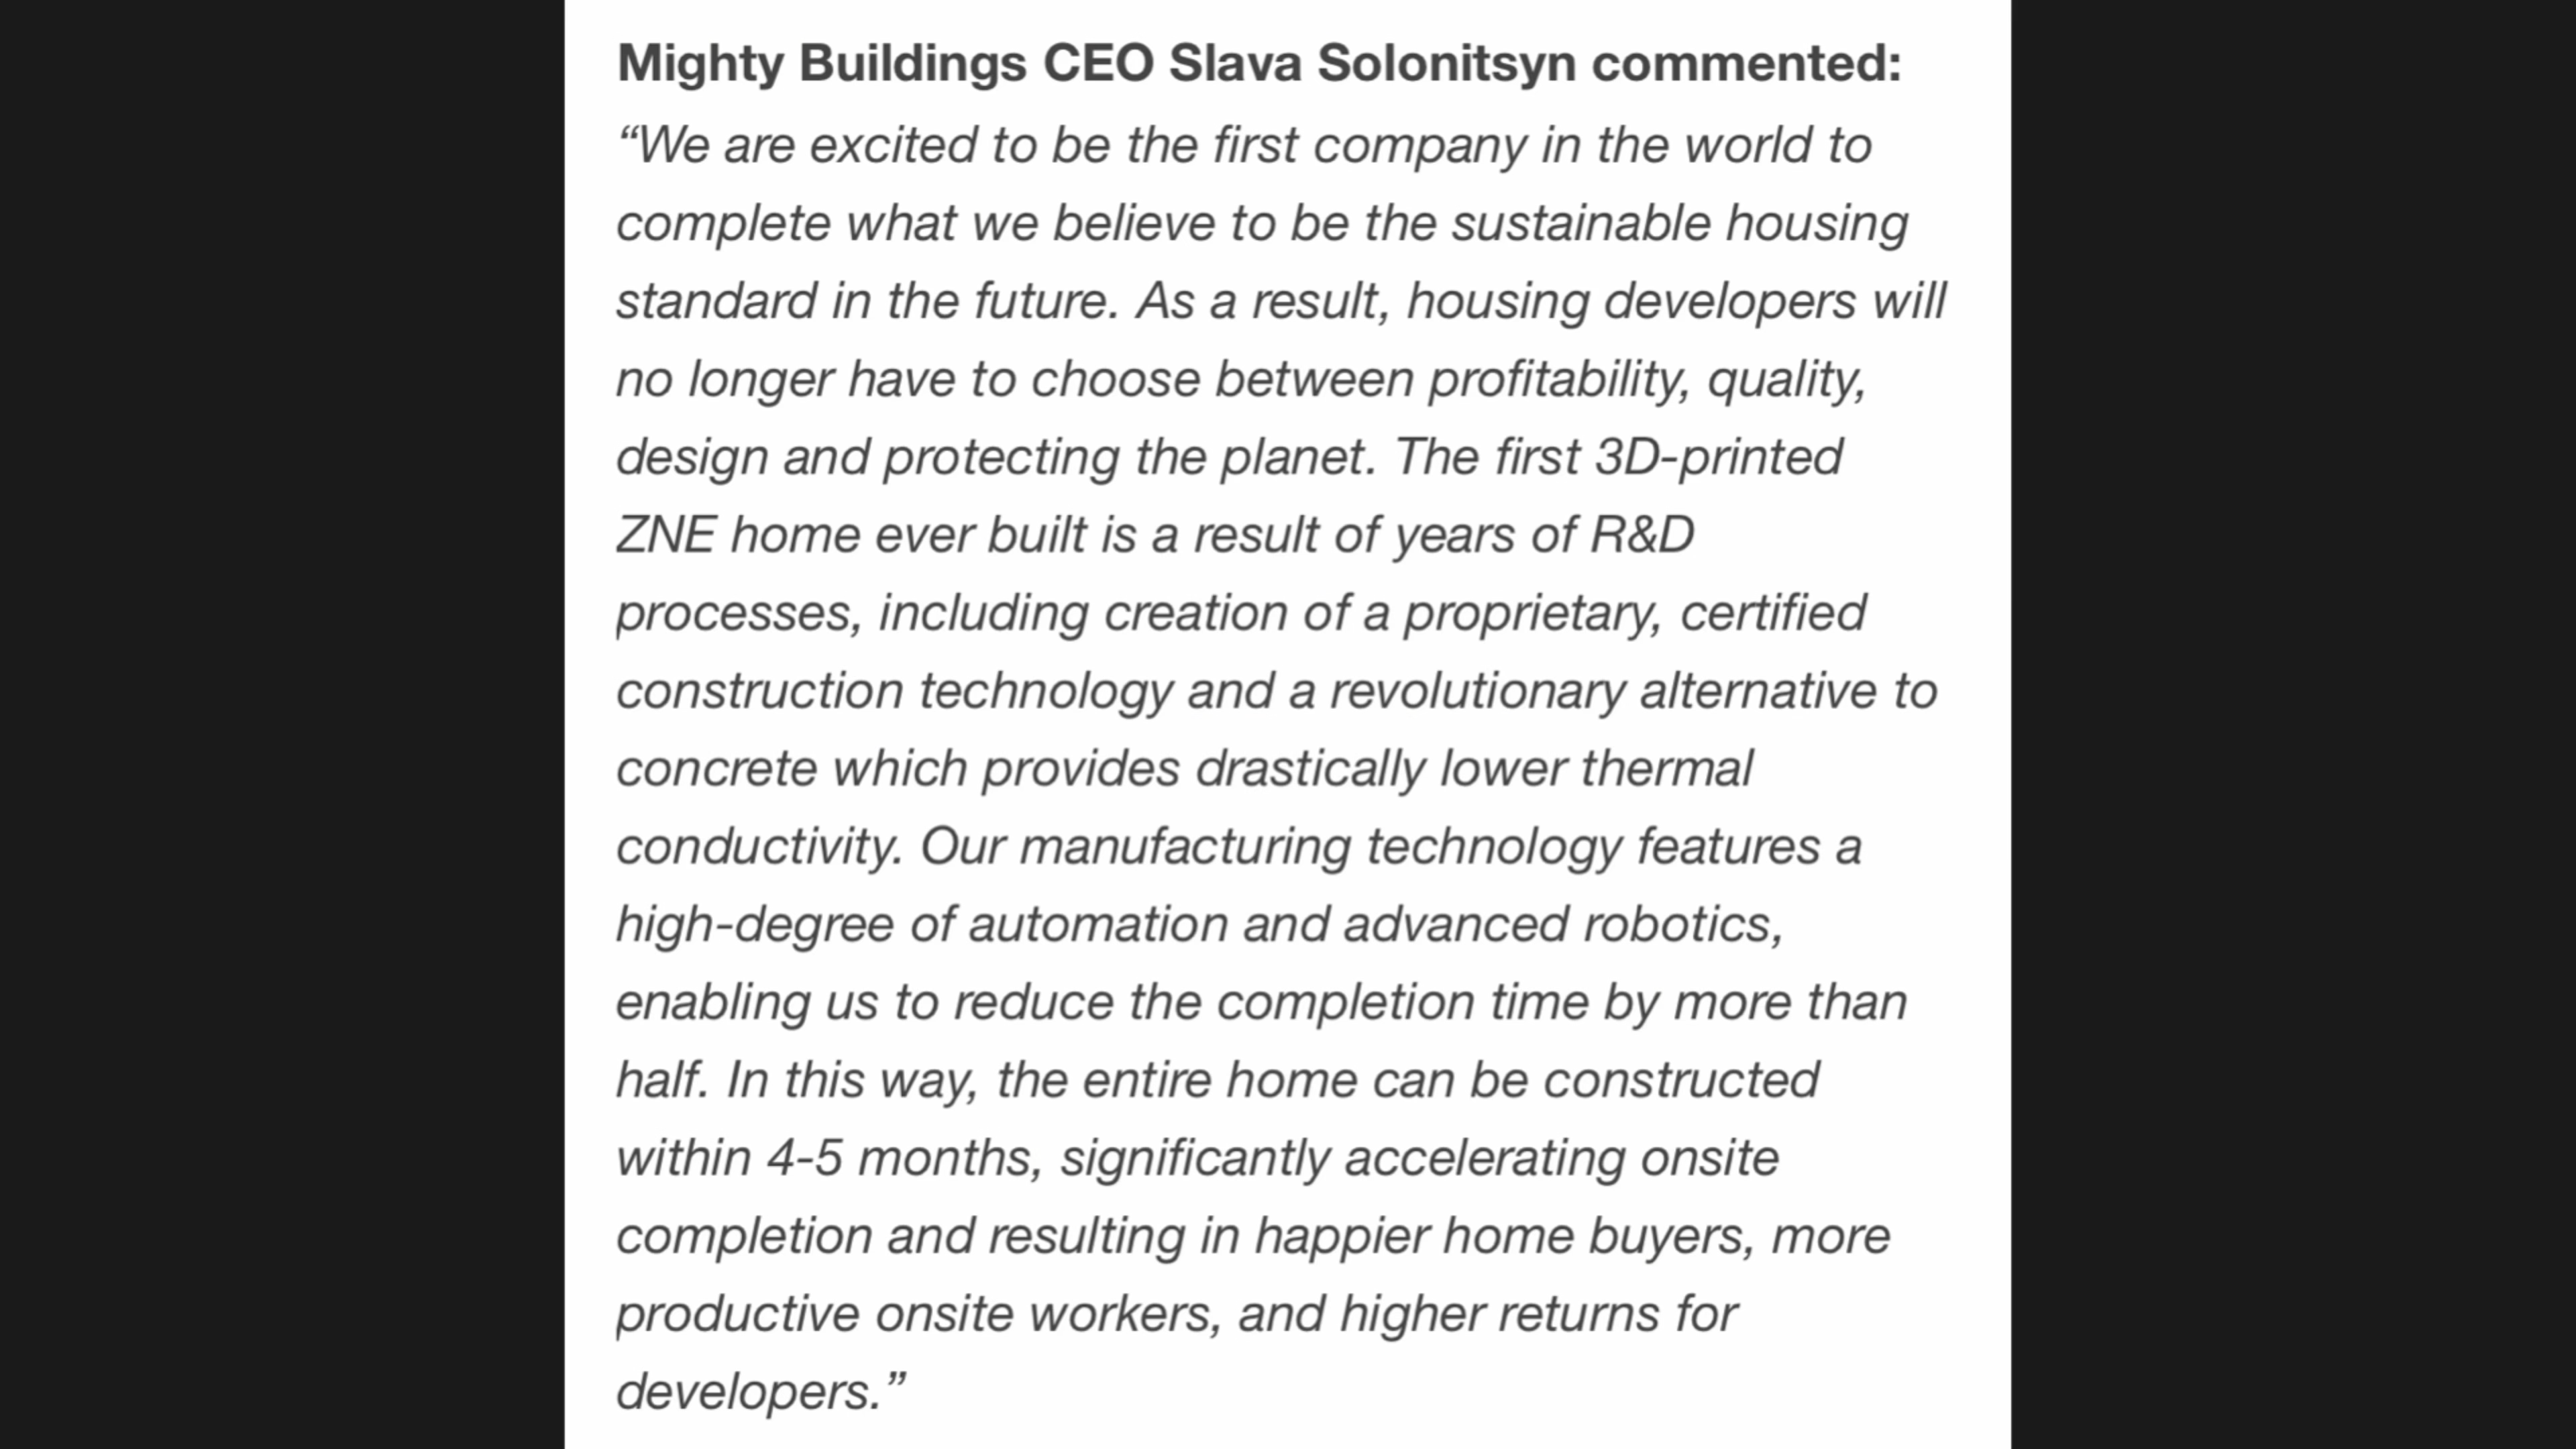 Mighty Buildings CEO Slava Solonitsyn commented:
“We are excited to be the first company in the world to
complete what we believe to be the sustainable housing
standard in the future. As a result, housing developers will
no longer have to choose between profitability, quality,
design and protecting the planet. The first 3D-printed
ZNE home ever built is a result of years of R&D
processes, including creation of a proprietary, certified
construction technology and a revolutionary alternative to
concrete which provides drastically lower thermal
conductivity. Our manufacturing technology features a
high-degree of automation and advanced robotics,
enabling us to reduce the completion time by more than
half. In this way, the entire home can be constructed
within 4-5 months, significantly accelerating onsite
completion and resulting in happier home buyers, more
productive onsite workers, and higher returns for
developers.”